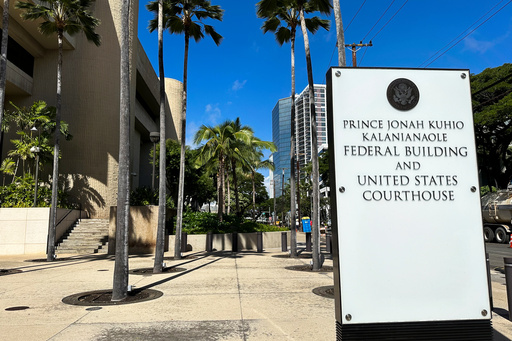 PRINCE JONAH KUHIO
KALANIANAOLE
FEDERAL BUILDING
AND
UNITED STATES
COURTHOUSE